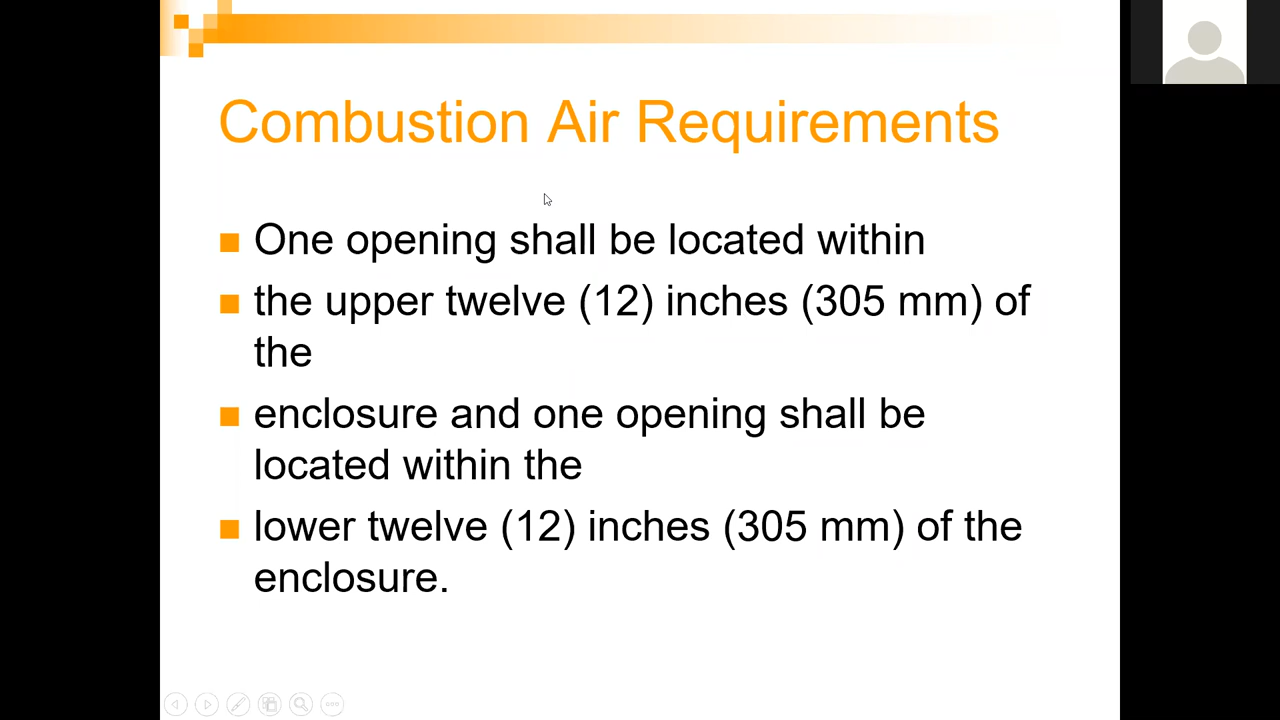 Combustion Air Requirements
One opening shall be located within
the upper twelve (12) inches (305 mm) of
the
enclosure and one opening shall be
located within the
lower twelve (12) inches (305 mm) of the
enclosure.